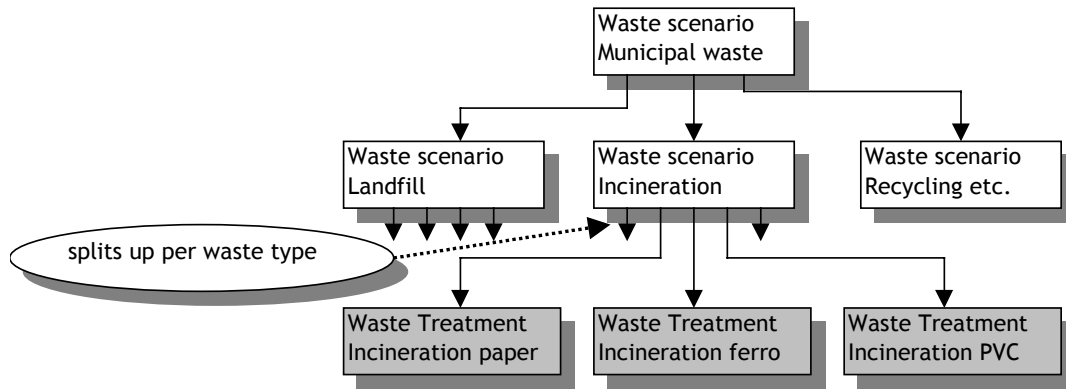 Waste scenario
Municipal waste
Waste scenario
Landfill
Waste scenario
Incineration
Waste scenario
Recycling etc.
splits up per waste type
Waste Treatment
Incineration paper
Waste Treatment
Incineration ferro
Waste Treatment
Incineration PVC